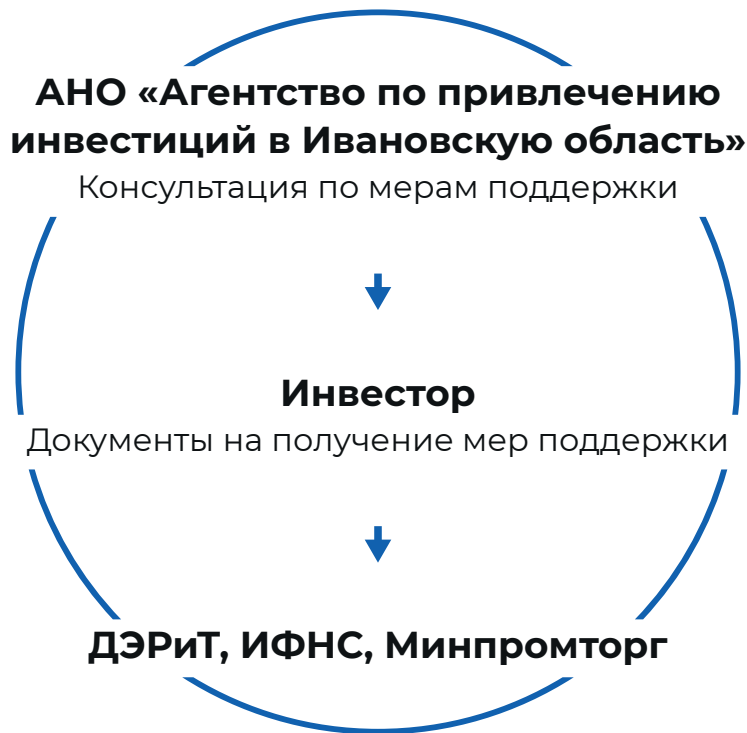 АНО «Агентство по привлечению
инвестиций в Ивановскую область»
Консультация по мерам поддержки
Инвестор
Документы на получение мер поддержки
ДЭРиТ, ИФНС, Минпромторг